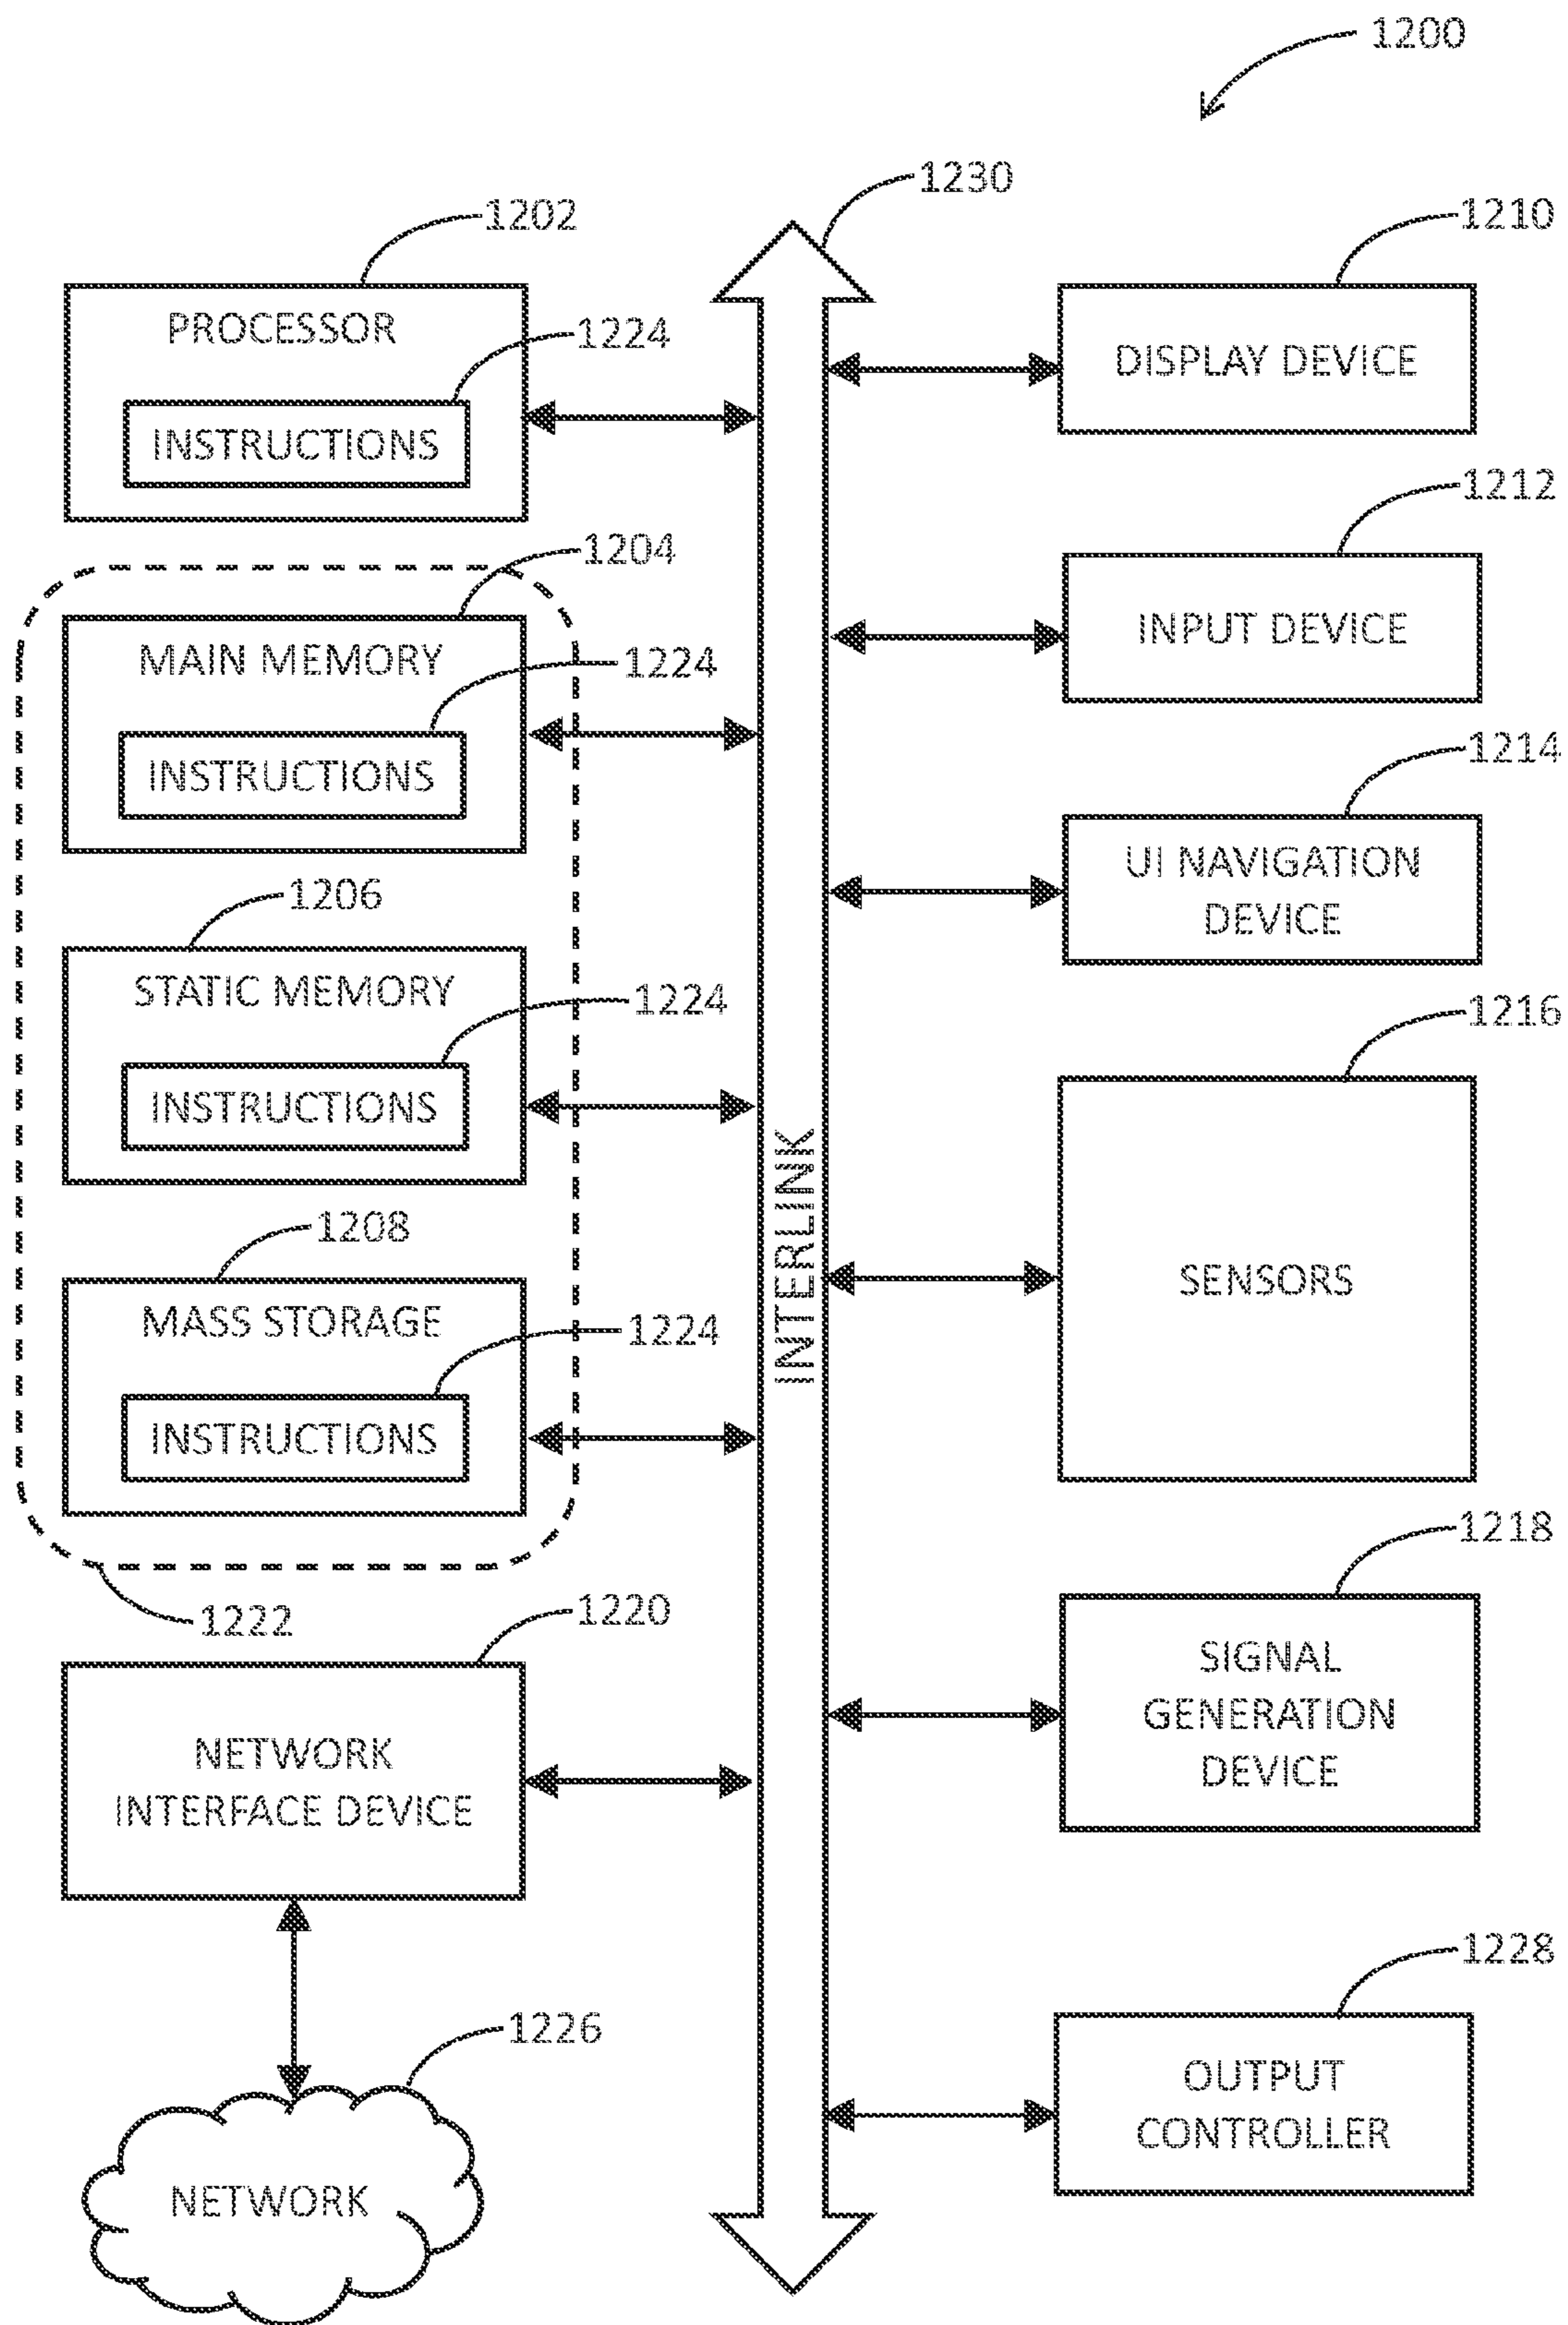 1200
1230
1202
PROCESSOR
1224
INSTRUCTIONS
1204
MAIN MEMORY
1224
INSTRUCTIONS
1206
STATIC MEMORY
1224
INSTRUCTIONS
1208
MASS STORAGE
1224
INSTRUCTIONS
1222
1220
NETWORK
INTERFACE DEVICE
1226
NETWORK
INTERLINK
1210
DISPLAY DEVICE
1212
INPUT DEVICE
1214
UI NAVIGATION
DEVICE
1216
SENSORS
1218
SIGNAL
GENERATION
DEVICE
1228
OUTPUT
CONTROLLER